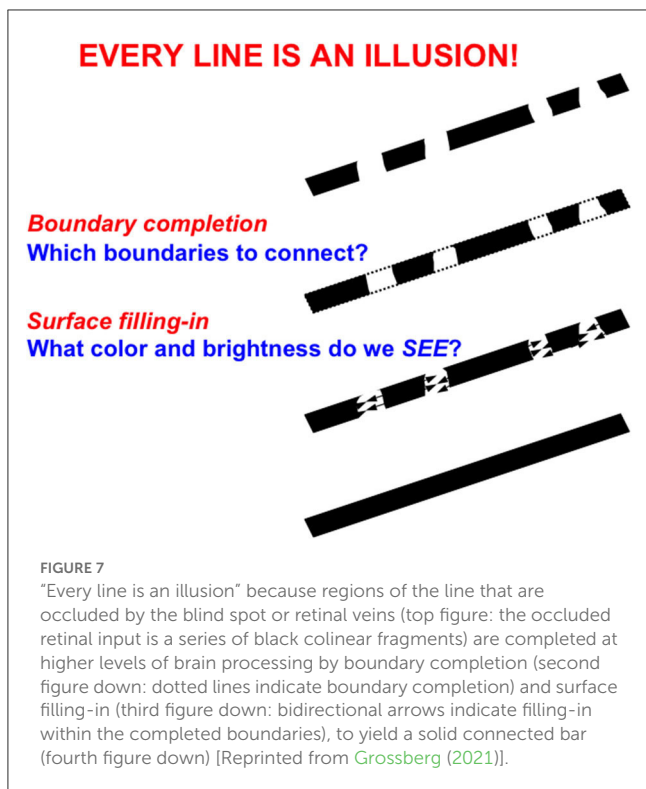 EVERY LINE IS AN ILLUSION!
Boundary completion
Which boundaries to connect?
Surface filling-in
What color and brightness do we SEE?
FIGURE 7
“Every line is an illusion” because regions of the line that are
occluded by the blind spot or retinal veins (top figure: the occluded
retinal input is a series of black colinear fragments) are completed at
higher levels of brain processing by boundary completion (second
figure down: dotted lines indicate boundary completion) and surface
filling-in (third figure down: bidirectional arrows indicate filling-in
within the completed boundaries), to yield a solid connected bar
(fourth figure down) [Reprinted from Grossberg (2021)].